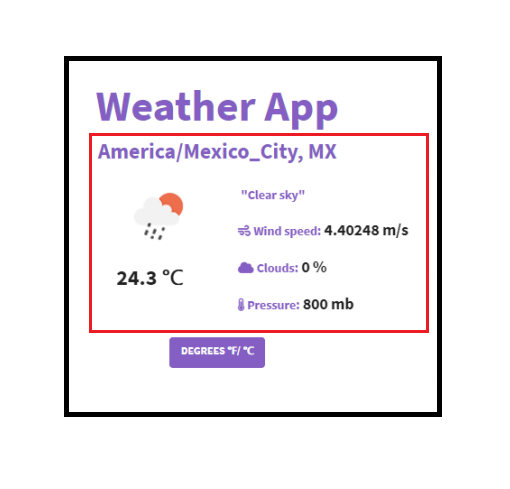 Weather App
America/Mexico_City, MX
"Clear sky"
Wind speed: 4.40248 m/s
Clouds: 0 %
24.3 °C
Pressure: 800 mb
DEGREES °F/ °C